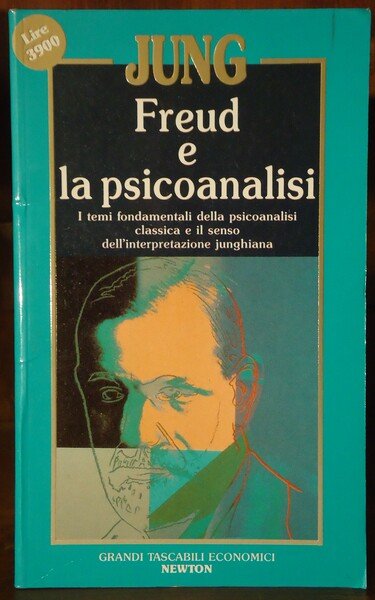 Lire
3900
JUNG
Freud
e
la psicoanalisi
I temi fondamentali della psicoanalisi
classica e il senso
dell'interpretazione junghiana
GRANDI TASCABILI ECONOMICI
NEWTON